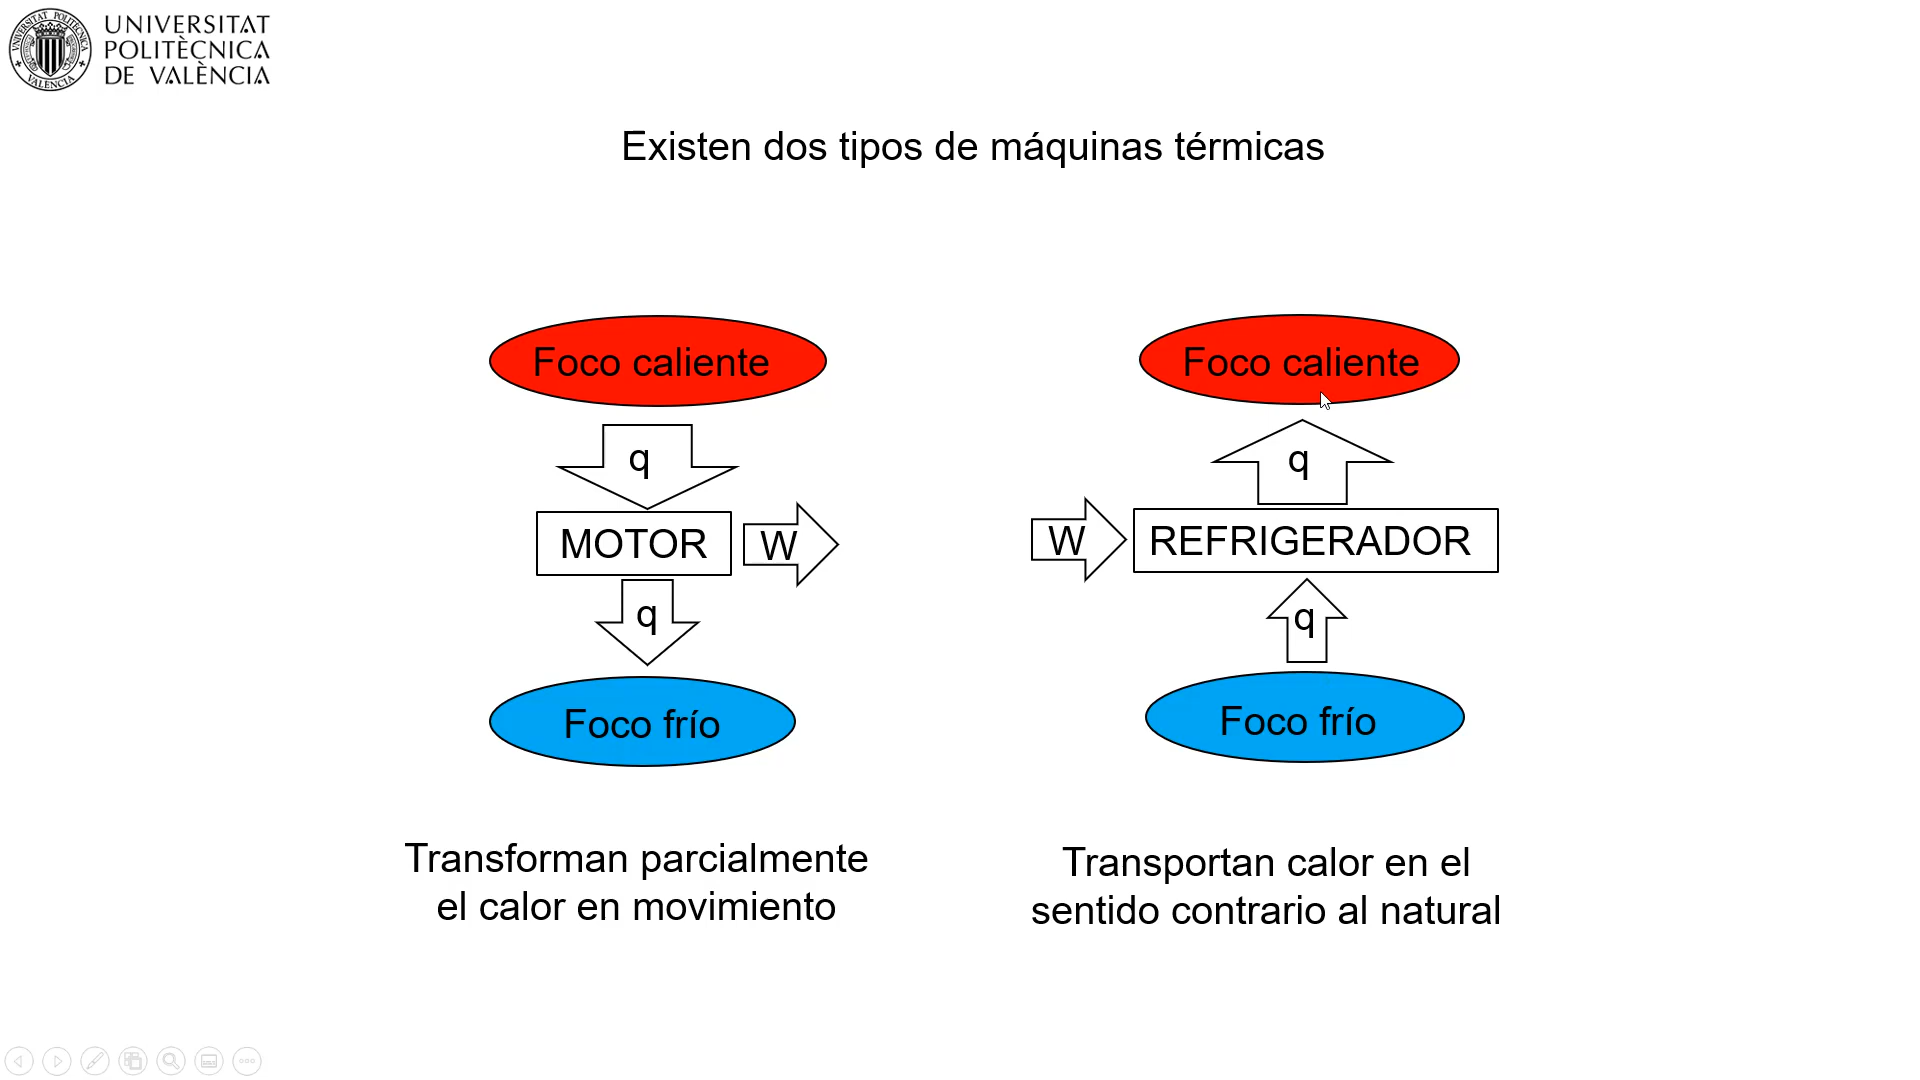 UNIVERSITAT
POLITÈCNICA
DE VALÈNCIA
Existen dos tipos de máquinas térmicas
Foco caliente
q
MOTOR
W
q
Foco frío
Transforman parcialmente
el calor en movimiento
Foco caliente
q
W
REFRIGERADOR
q
Foco frío
Transportan calor en el
sentido contrario al natural